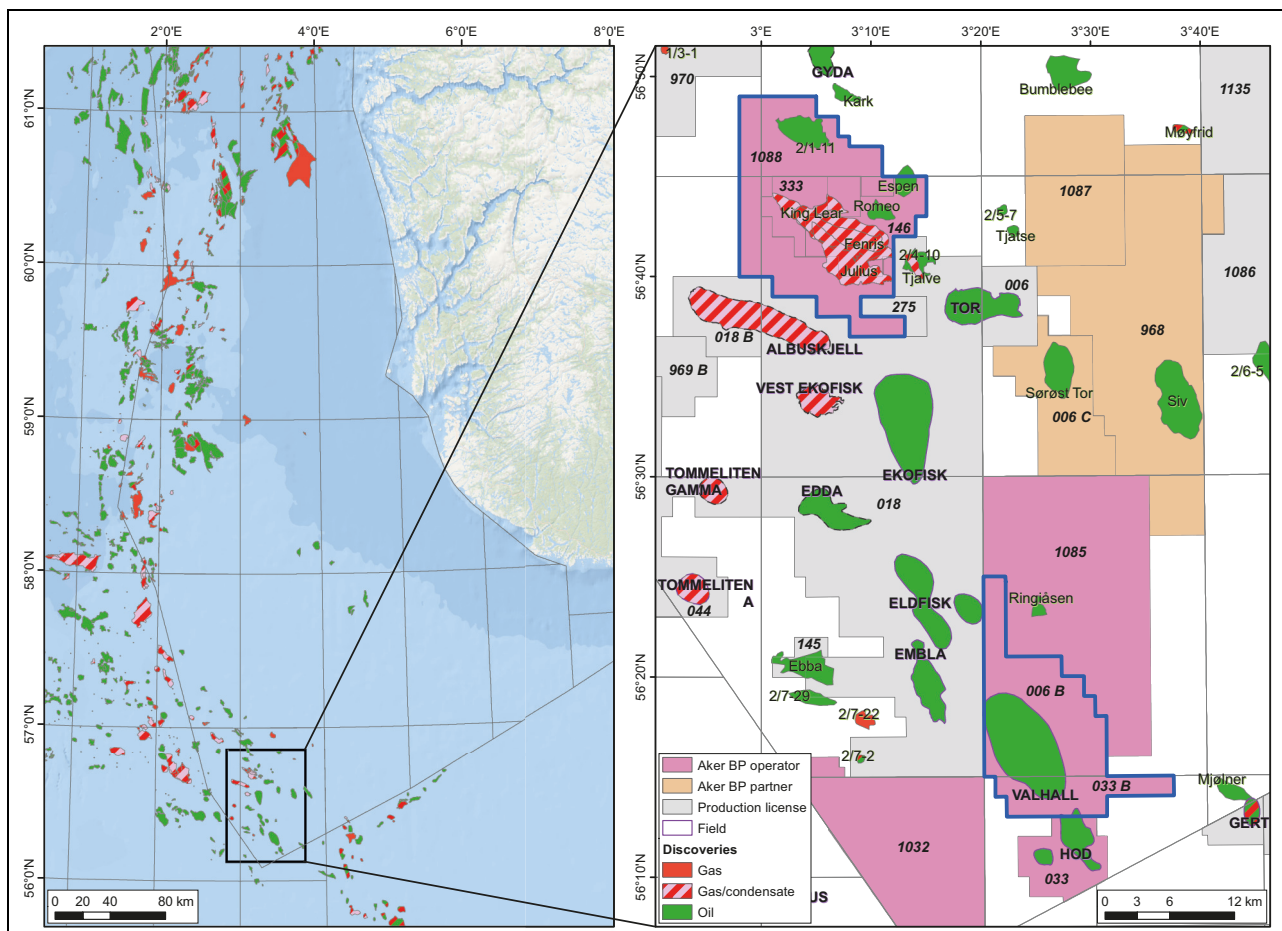 2°0'E
4°0'E
6°0'E
8°0'E
61°0'N
60°0'N
59°0'N
58°0'N
57°0'N
56°0'N
0 20 40 80 km
3°0'E
3°10'E
3°20'E
3°30'E
3°40'E
56°50'N
56°40'N
56°30'N
56°20'N
56°10'N
1/3-1
970
GYDA
Kark
Bumblebee
1135
Møyfrid
2/1-11
1088
333
Espen
King Lear
Romeo
146
Fenris
Julius
2/4-10
Tjalve
2/5-7
Tjatse
1087
1086
006
TOR
275
018 B
ALBUSKJELL
968
969 B
VEST EKOFISK
Sørøst Tor
Siv
2/6-5
006 C
EKOFISK
TOMMELITEN
GAMMA
EDDA
018
1085
TOMMELITEN
A
044
ELDFISK
Ringiåsen
EMBLA
145
Ebba
006 B
2/7-29
2/7-22
2/7-2
VALHALL
033 B
Mjølner
GERT
HOD
033
1032
US
Aker BP operator
Aker BP partner
Production license
Field
Discoveries
Gas
Gas/condensate
Oil
0 3 6 12 km